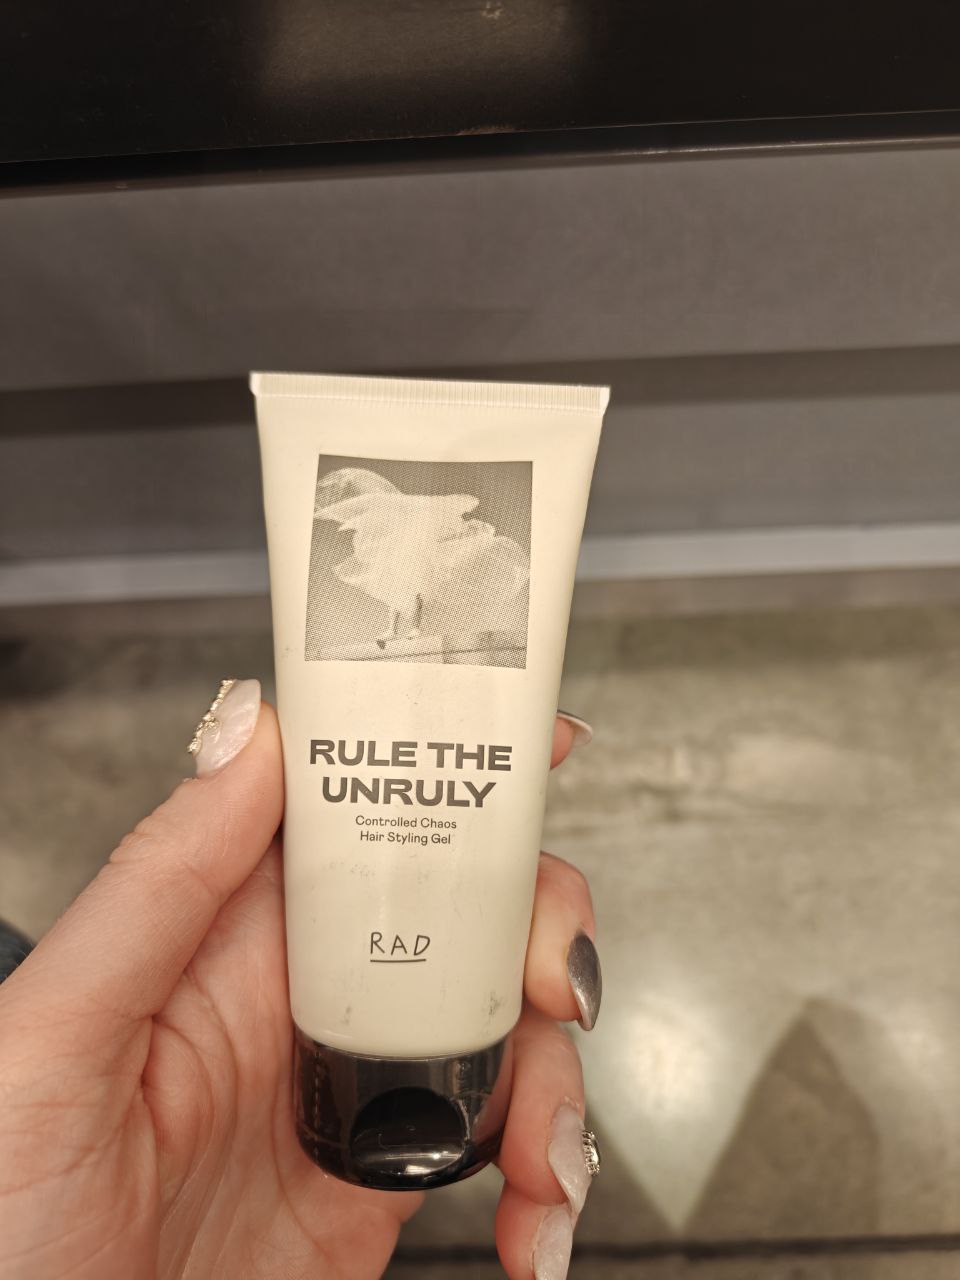 RULE THE
UNRULY
Controlled Chaos
Hair Styling Gel
RAD